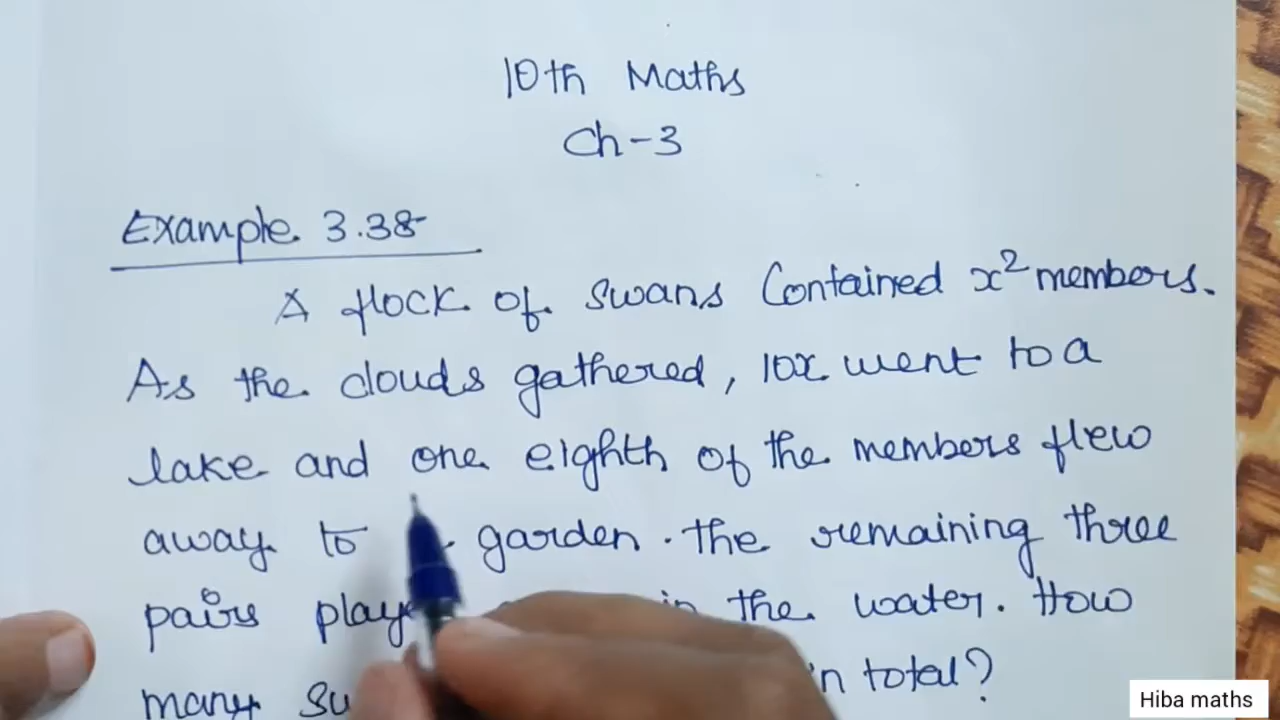 10th Maths
Ch-3
Example 3.38
A flock of swans Contained x² members.
As the clouds gathered, 10x went to a
lake and one eighth of the members flew
away to garden. The remaining three
pairs in the water. How
many total?
Hiba maths